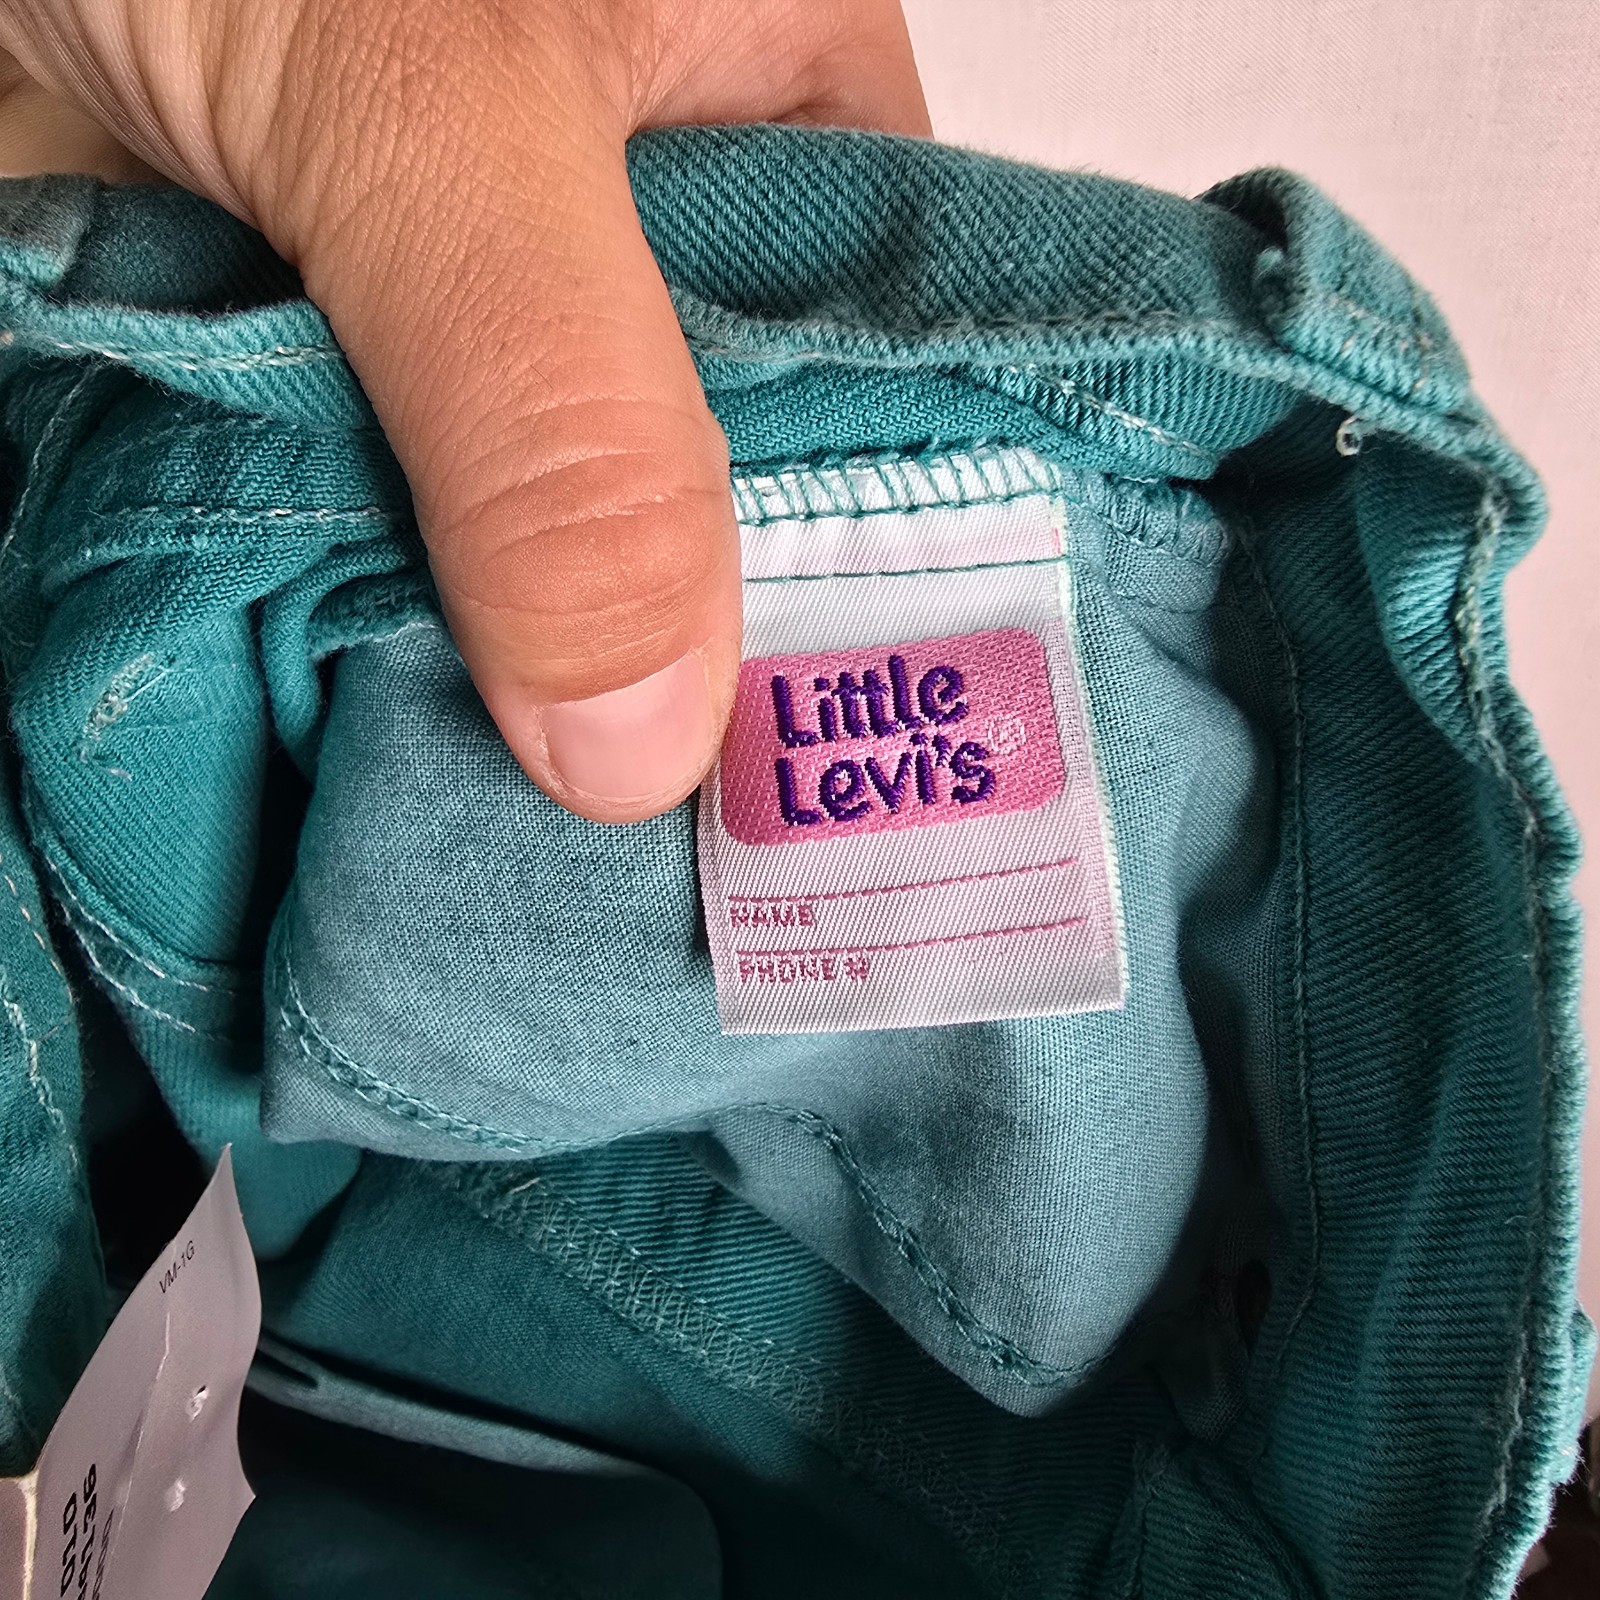 Little
Levi's®
NAME
PHONE #
VM-1G